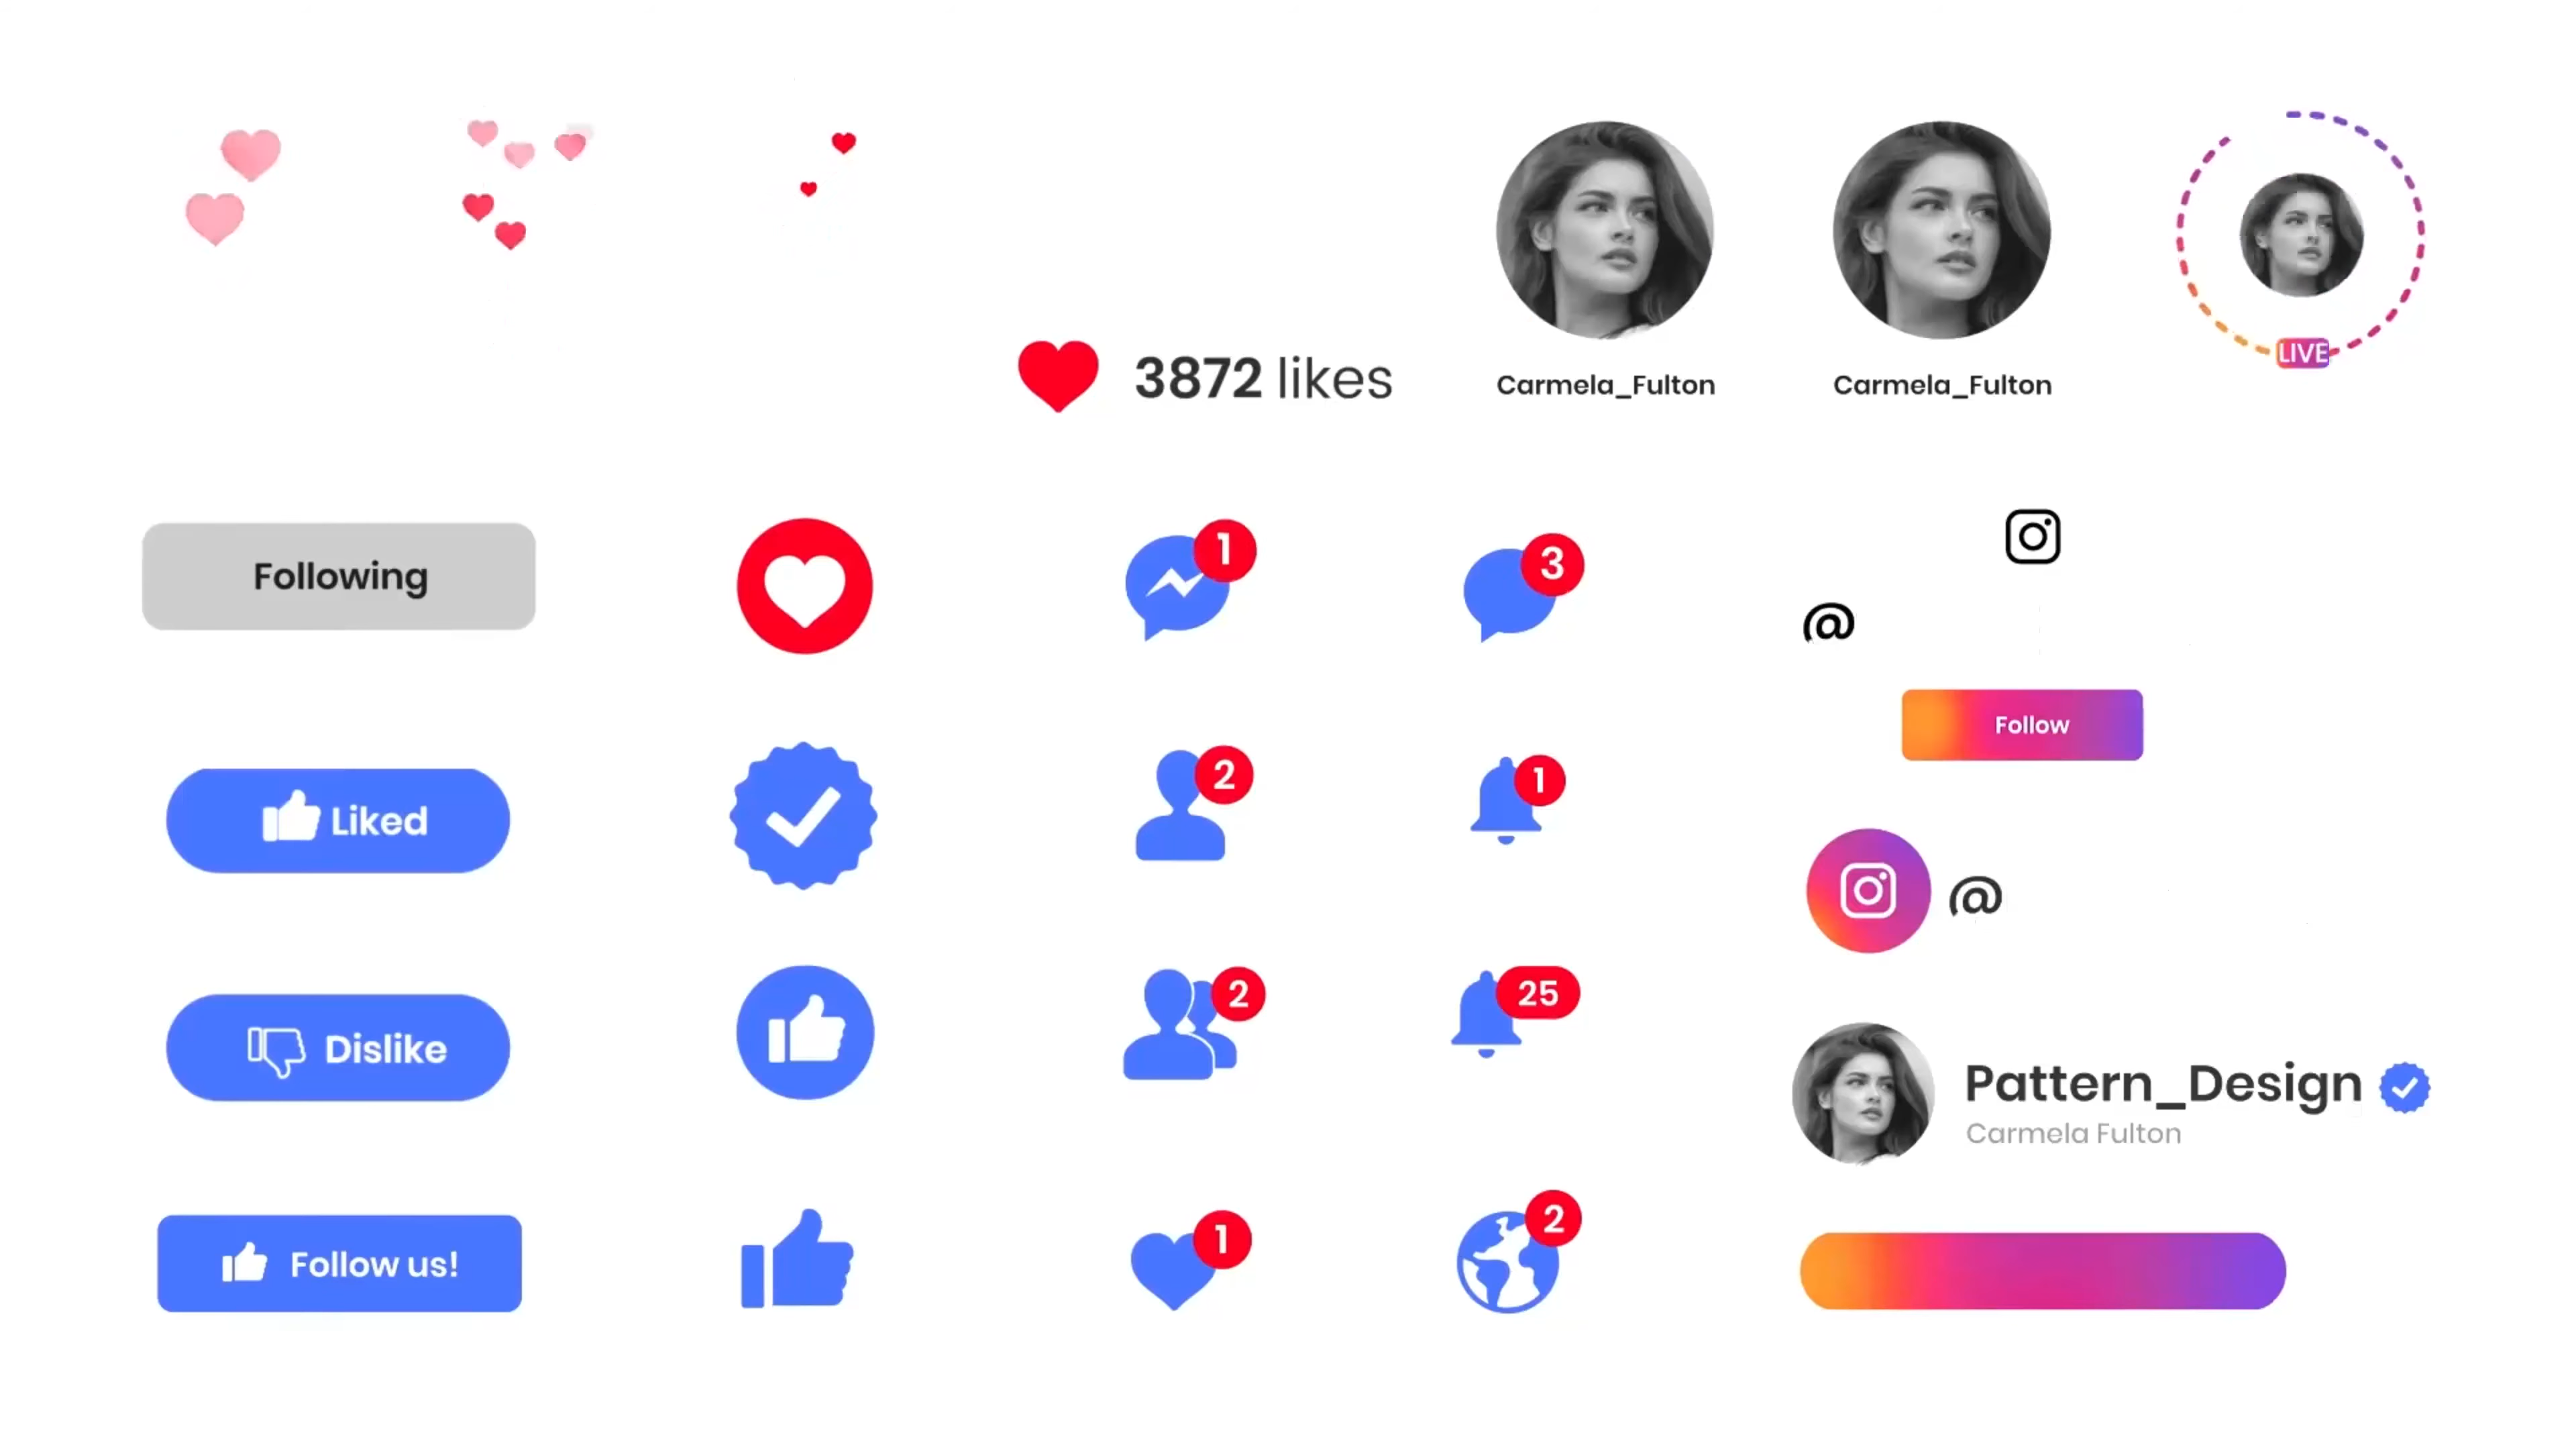 3872 likes
Carmela_Fulton
Carmela_Fulton
LIVE
Following
1
3
@
Follow
Liked
2
1
@
Dislike
2
25
Pattern_Design
Carmela Fulton
Follow us!
1
2